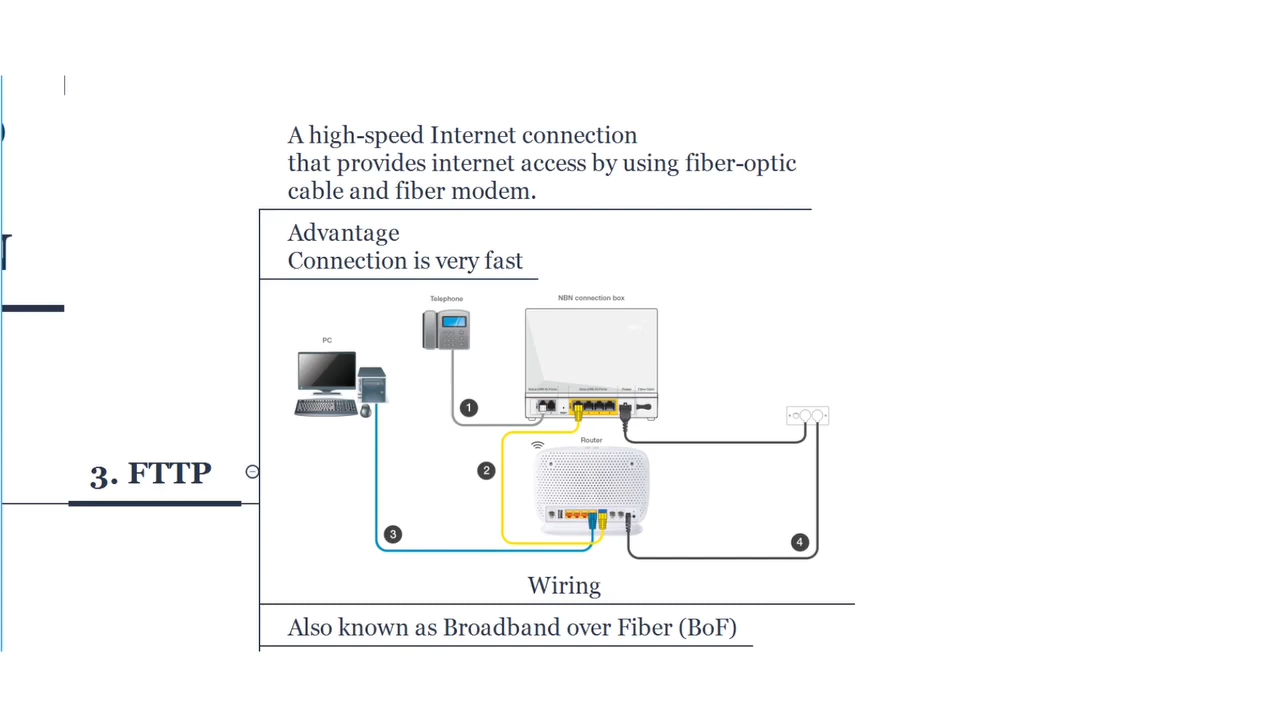 A high-speed Internet connection
that provides internet access by using fiber-optic
cable and fiber modem.
Advantage
Connection is very fast
Telephone
NBN connection box
PC
1
Router
2
3. FTTP
3
4
Wiring
Also known as Broadband over Fiber (BoF)